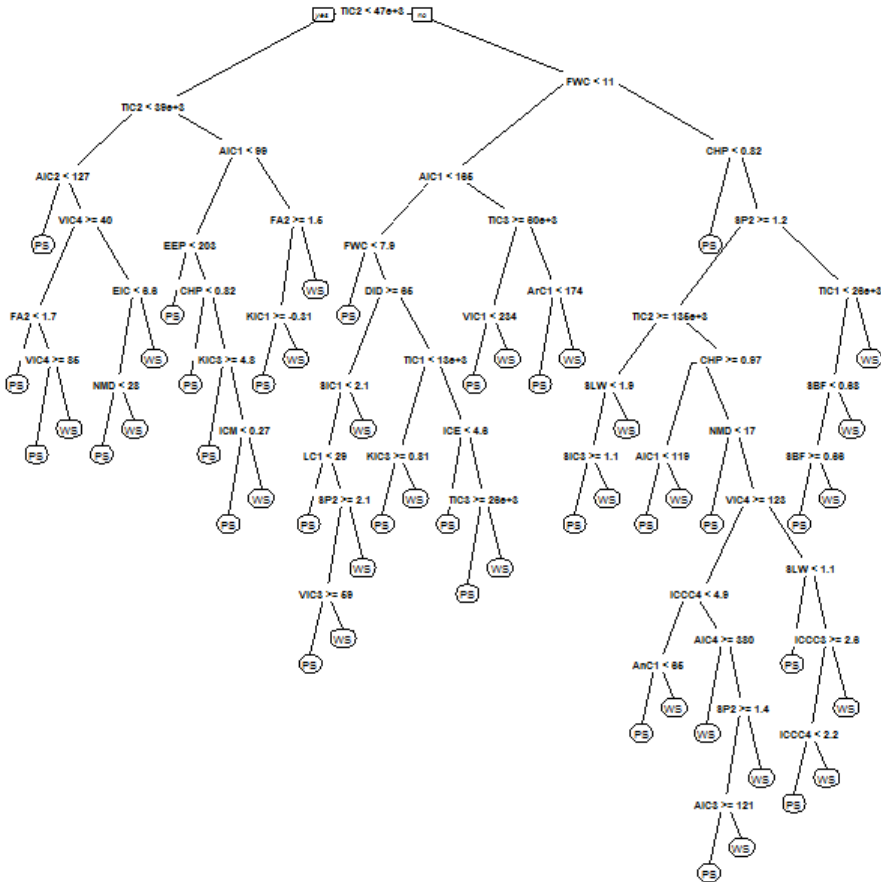 yes TIC2 < 47e+3 no
FWC < 11
TIC2 < 39e+3
AIC1 < 99 CHP < 0.82
AIC2 < 127 AIC1 < 165
VIC4 >= 40 FA2 >= 1.5 TIC3 >= 60e+3 SP2 >= 1.2
PS EEP < 203 FWC < 7.9 PS
EIC < 6.6 CHP < 0.82 WS DID >= 65 ArC1 < 174 TIC1 < 26e+3
FA2 < 1.7 PS KIC1 >= -0.31 PS VIC1 < 234 TIC2 >= 135e+3
VIC4 >= 35 WS KIC3 >= 4.8 WS TIC1 < 13e+3 WS WS CHP >= 0.97 WS
PS NMD < 28 PS PS SIC1 < 2.1 PS PS SLW < 1.9 SBF < 0.68
WS WS ICM < 0.27 WS ICE < 4.6 WS NMD < 17 WS
PS PS PS LC1 < 29 KIC3 >= 0.81 SIC3 >= 1.1 AIC1 < 119 SBF >= 0.66
WS SP2 >= 2.1 WS TIC3 >= 26e+3 WS WS VIC4 >= 123 WS
PS PS PS PS PS PS PS PS
WS WS SLW < 1.1
VIC3 >= 59 PS ICCC4 < 4.9
WS AIC4 >= 380 ICCC3 >= 2.6
PS AnC1 < 65 PS
WS SP2 >= 1.4 WS
PS WS ICCC4 < 2.2
WS WS
AIC3 >= 121 PS
WS
PS